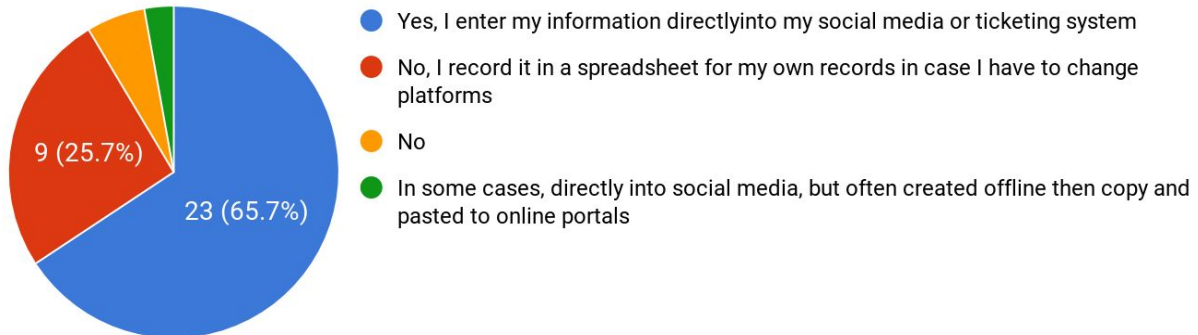 Yes, I enter my information directlyinto my social media or ticketing system
No, I record it in a spreadsheet for my own records in case I have to change
platforms
No
In some cases, directly into social media, but often created offline then copy and
pasted to online portals
9 (25.7%)
23 (65.7%)